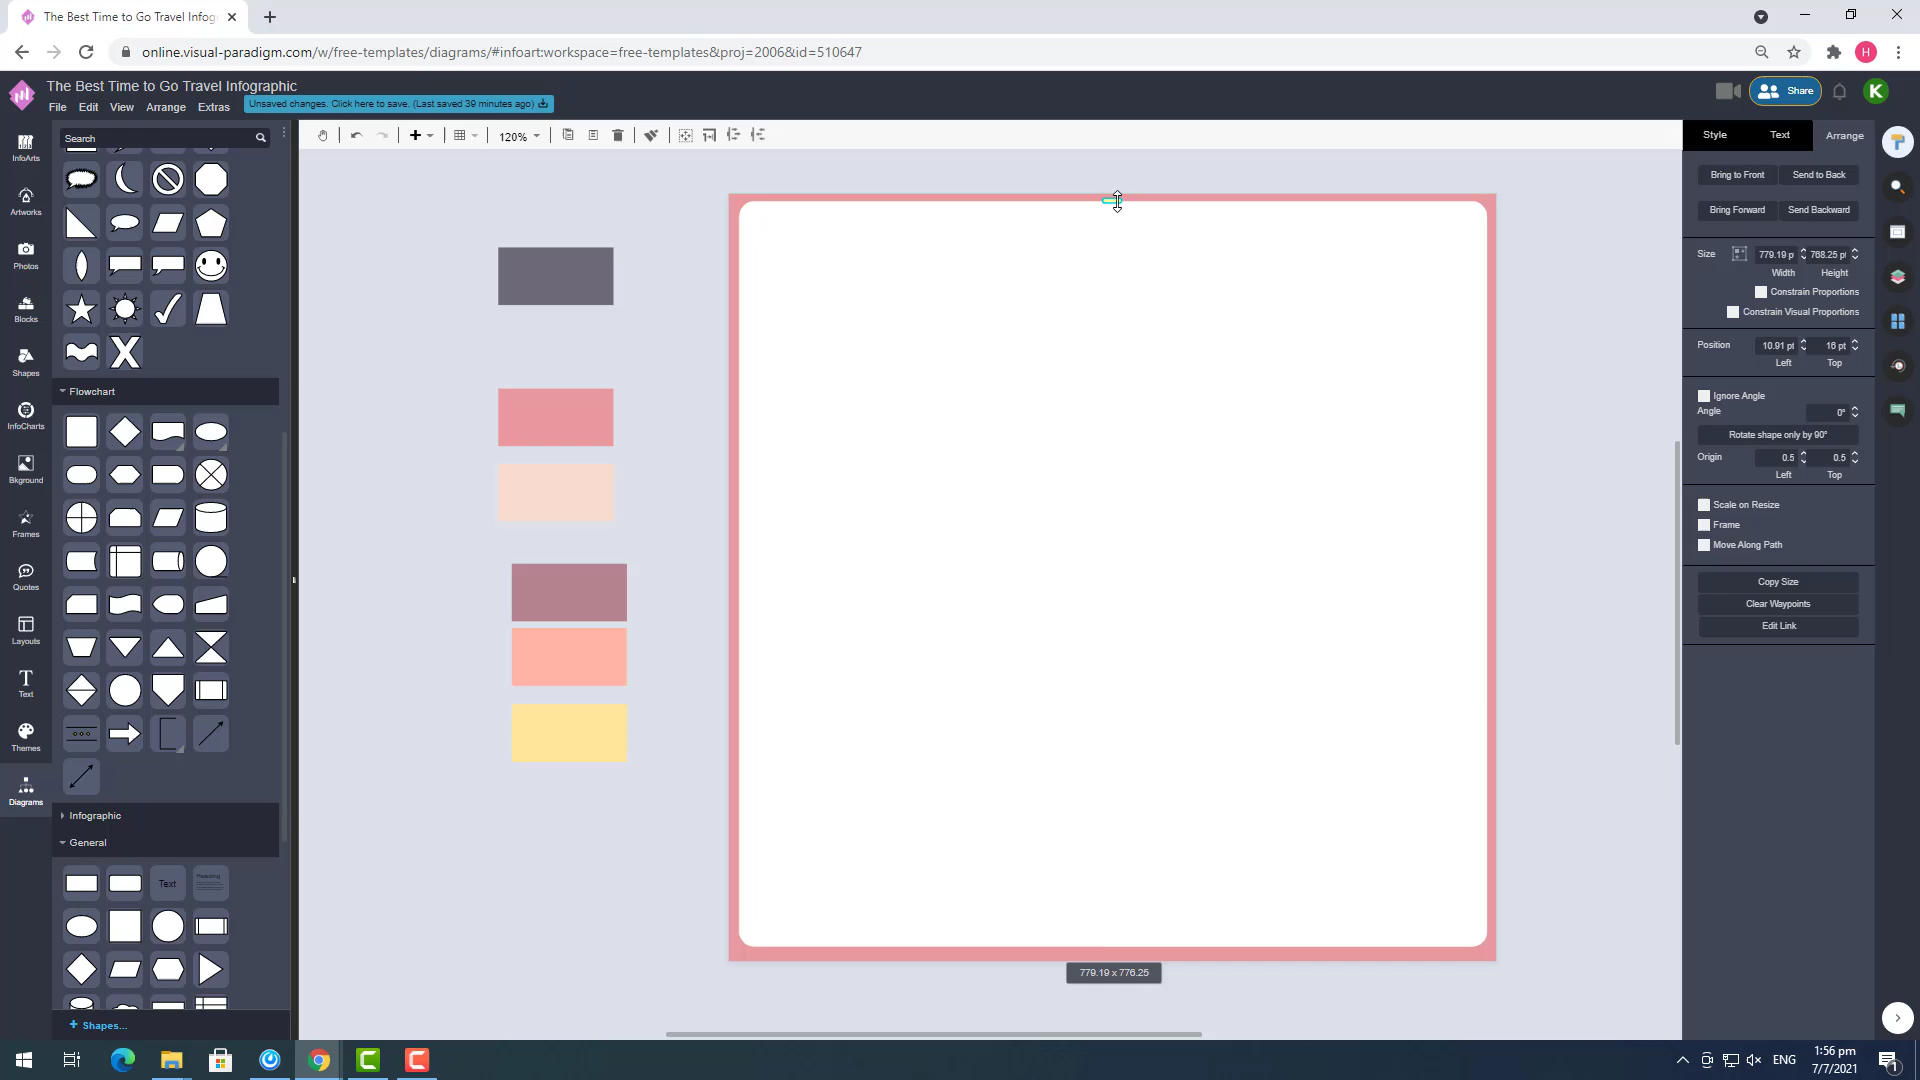 The Best Time to Go Travel Infog
online.visual-paradigm.com/w/free-templates/diagrams/#infoart:workspace=free-templates&proj=2006&id=510647
H
The Best Time to Go Travel Infographic
File Edit View Arrange Extras
Unsaved changes. Click here to save. (Last saved 39 minutes ago)
Share
K
InfoArts
Artworks
Photos
Blocks
Shapes
InfoCharts
Bkground
Frames
Quotes
Layouts
Text
Themes
Diagrams
Search
Flowchart
Infographic
General
Text
Heading
+ Shapes...
120%
779.19 x 776.25
Style Text Arrange
Bring to Front Send to Back
Bring Forward Send Backward
Size 779.19 p 768.25 pt
Width Height
Constrain Proportions
Constrain Visual Proportions
Position 10.91 pt 16 pt
Left Top
Ignore Angle
Angle 0°
Rotate shape only by 90°
Origin 0.5 0.5
Left Top
Scale on Resize
Frame
Move Along Path
Copy Size
Clear Waypoints
Edit Link
ENG
1:56 pm
7/7/2021
1